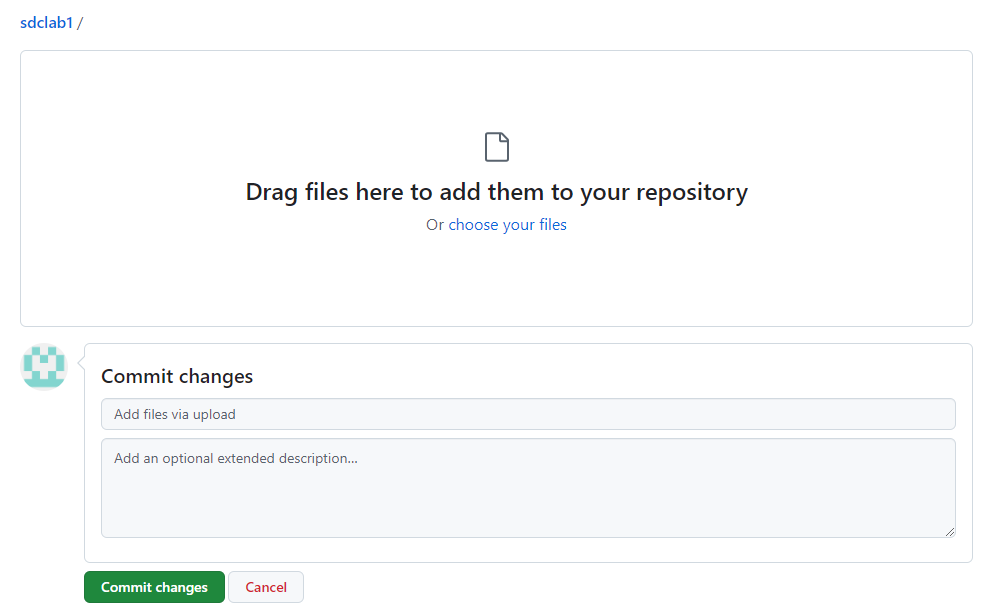 sdclab1 /
Drag files here to add them to your repository
Or choose your files
Commit changes
Add files via upload
Add an optional extended description...
Commit changes
Cancel